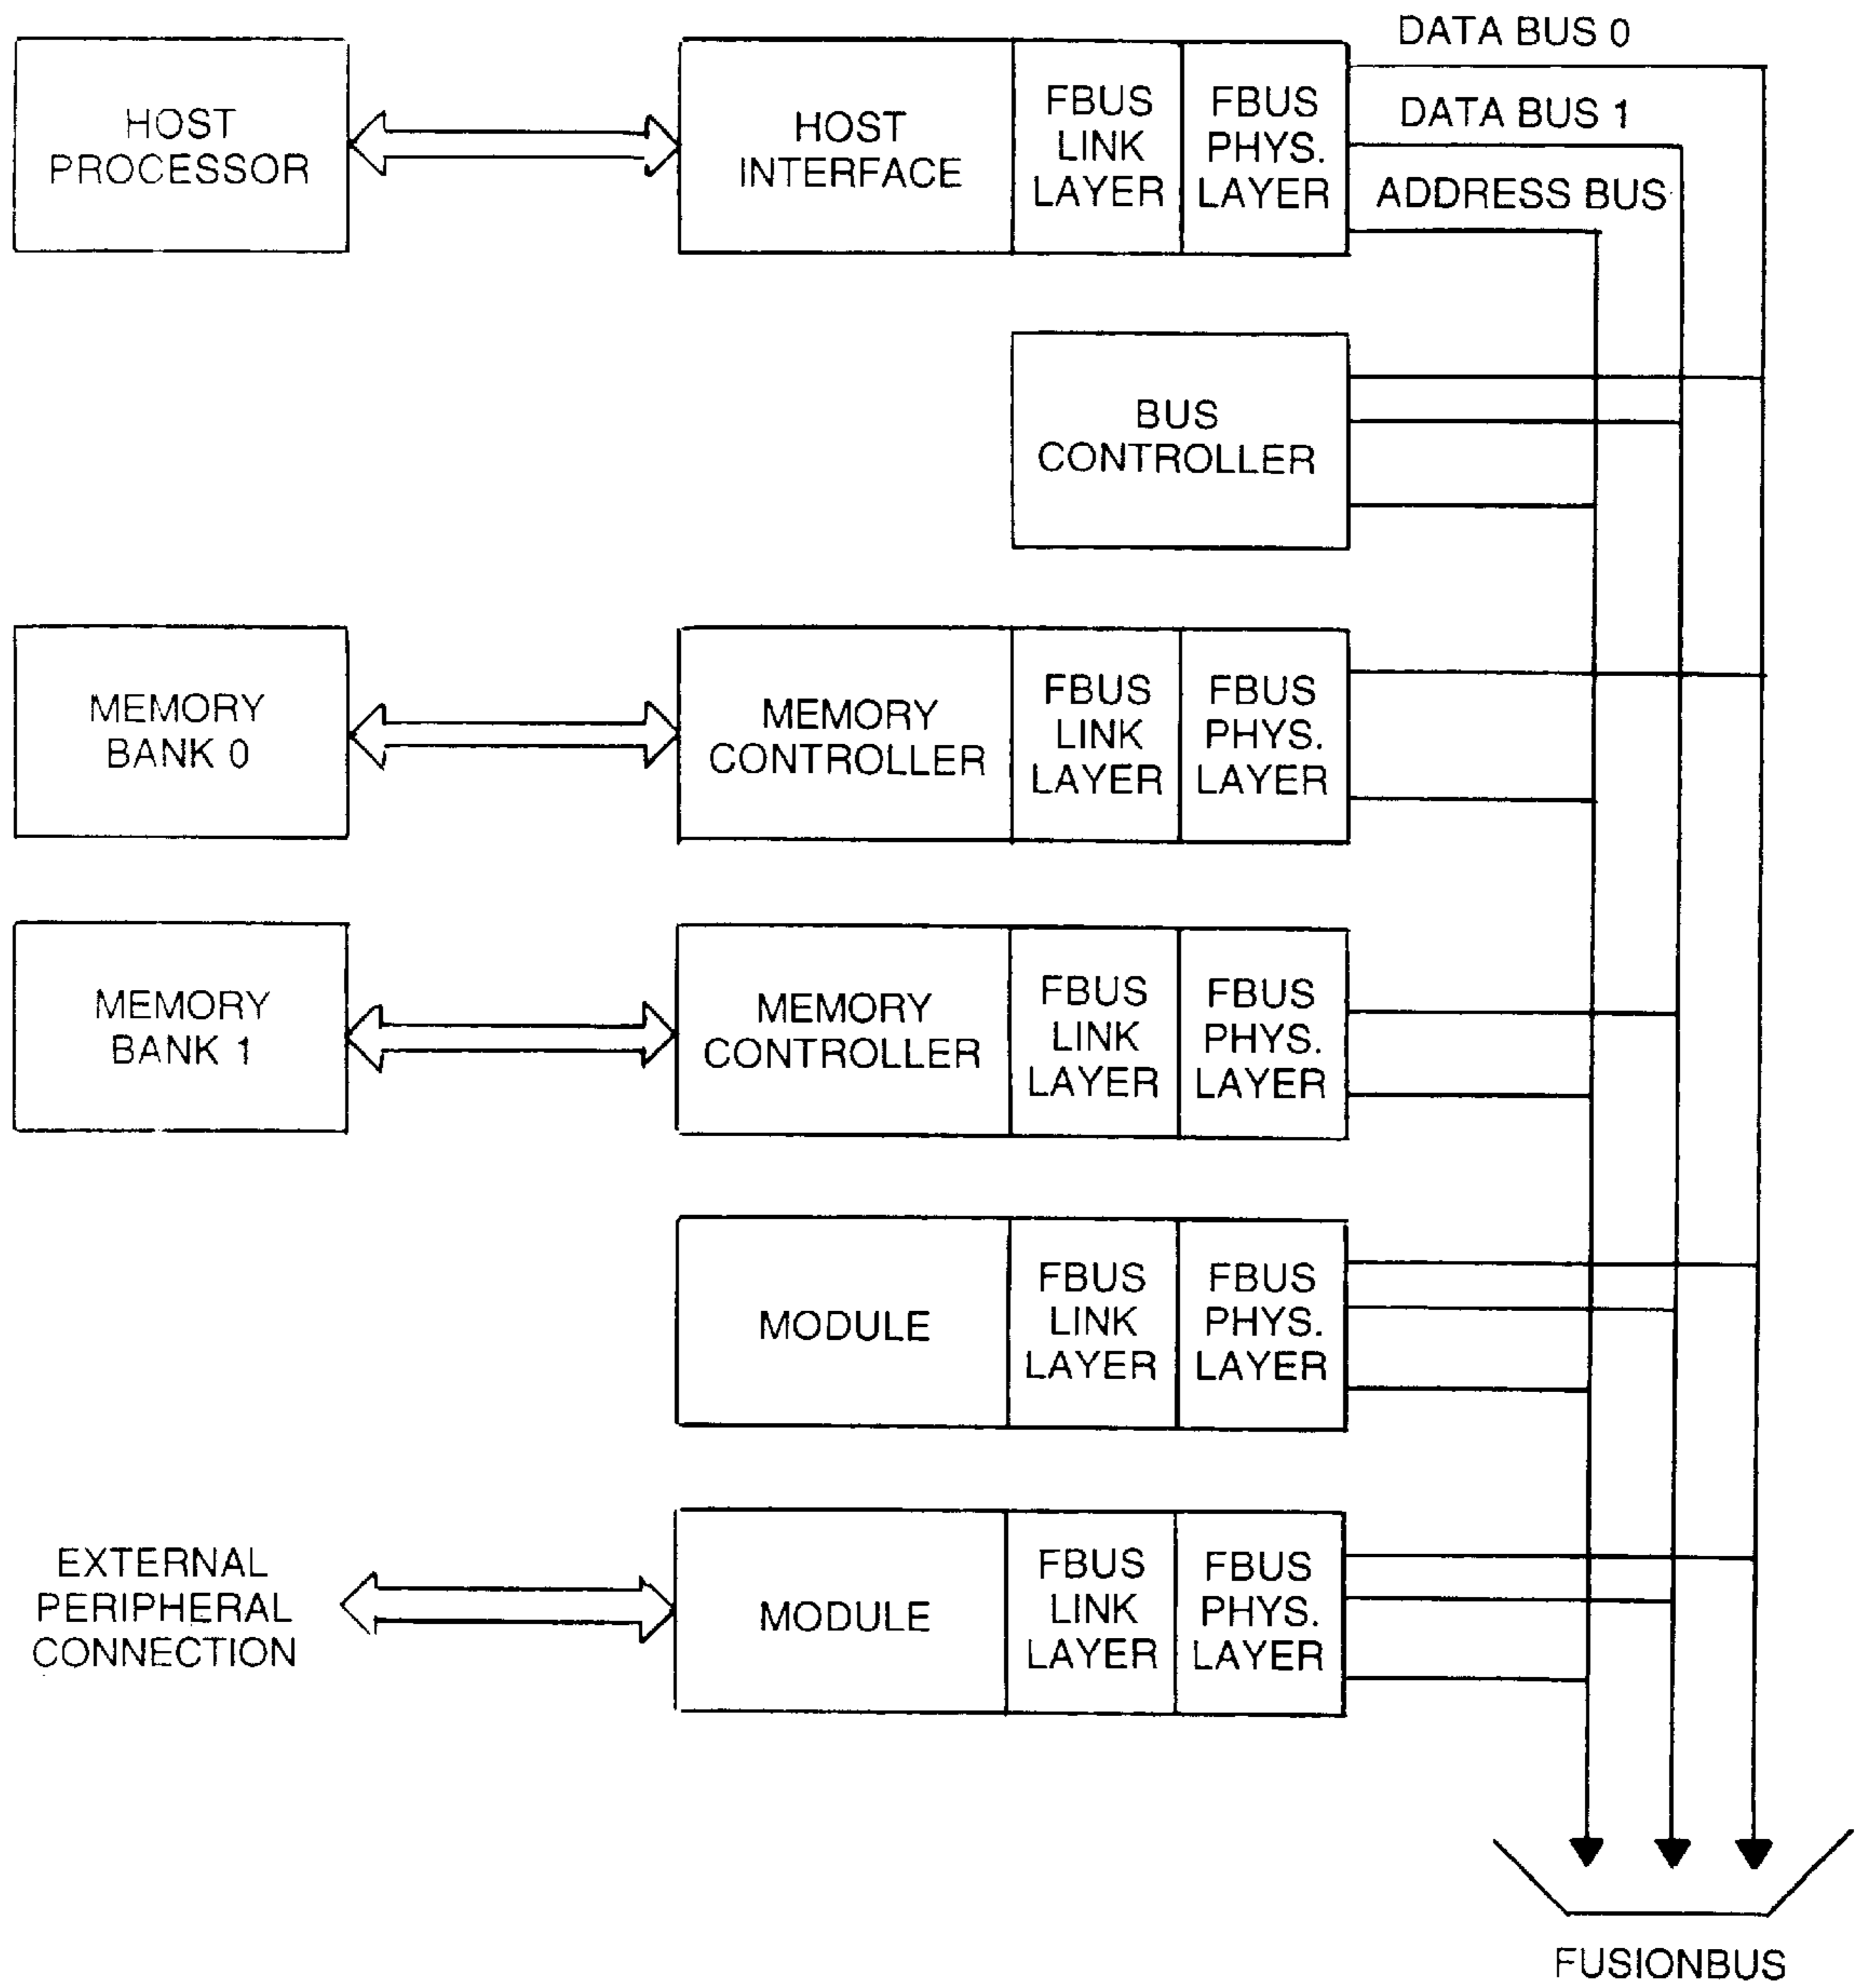 DATA BUS 0
HOST
PROCESSOR
HOST
INTERFACE
FBUS
LINK
LAYER
FBUS
PHYS.
LAYER
DATA BUS 1
ADDRESS BUS
BUS
CONTROLLER
MEMORY
BANK 0
MEMORY
CONTROLLER
FBUS
LINK
LAYER
FBUS
PHYS.
LAYER
MEMORY
BANK 1
MEMORY
CONTROLLER
FBUS
LINK
LAYER
FBUS
PHYS.
LAYER
MODULE
FBUS
LINK
LAYER
FBUS
PHYS.
LAYER
EXTERNAL
PERIPHERAL
CONNECTION
MODULE
FBUS
LINK
LAYER
FBUS
PHYS.
LAYER
FUSIONBUS